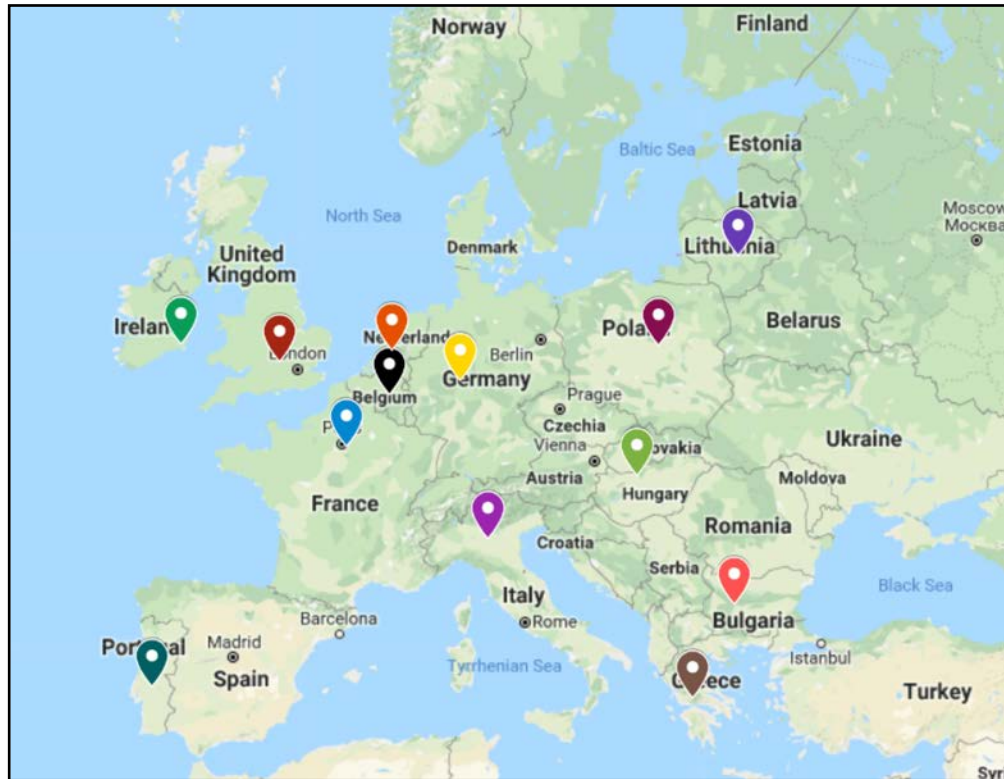 Norway
Finland
Baltic Sea
Estonia
Latvia
Moscow
Москва
North Sea
United
Kingdom
Denmark
Belarus
Berlin
London
Belgium
Germany
Prague
Czechia
Vienna
Ukraine
Austria
Hungary
Moldova
France
Romania
Croatia
Serbia
Black Sea
Italy
Rome
Bulgaria
Barcelona
Istanbul
Madrid
Spain
Tyrrhenian Sea
Turkey